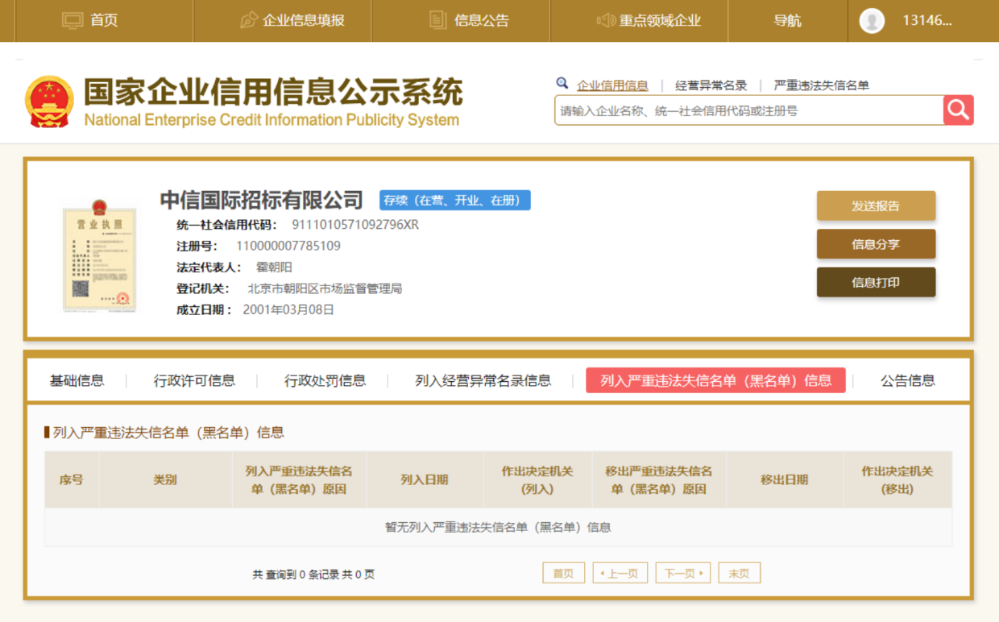 首页
企业信息填报
信息公告
重点领域企业
导航
13146...
国家企业信用信息公示系统
National Enterprise Credit Information Publicity System
企业信用信息 | 经营异常名录 | 严重违法失信名单
请输入企业名称、统一社会信用代码或注册号
营业执照
中信国际招标有限公司
存续（在营、开业、在册）
统一社会信用代码： 9111010571092796XR
注册号： 110000007785109
法定代表人： 霍朝阳
登记机关： 北京市朝阳区市场监督管理局
成立日期： 2001年03月08日
发送报告
信息分享
信息打印
基础信息
行政许可信息
行政处罚信息
列入经营异常名录信息
列入严重违法失信名单（黑名单）信息
公告信息
列入严重违法失信名单（黑名单）信息
序号
类别
列入严重违法失信名
单（黑名单）原因
列入日期
作出决定机关
(列入)
移出严重违法失信名
单（黑名单）原因
移出日期
作出决定机关
(移出)
暂无列入严重违法失信名单（黑名单）信息
共 查询到 0 条记录 共 0 页
首页
上一页
下一页
末页